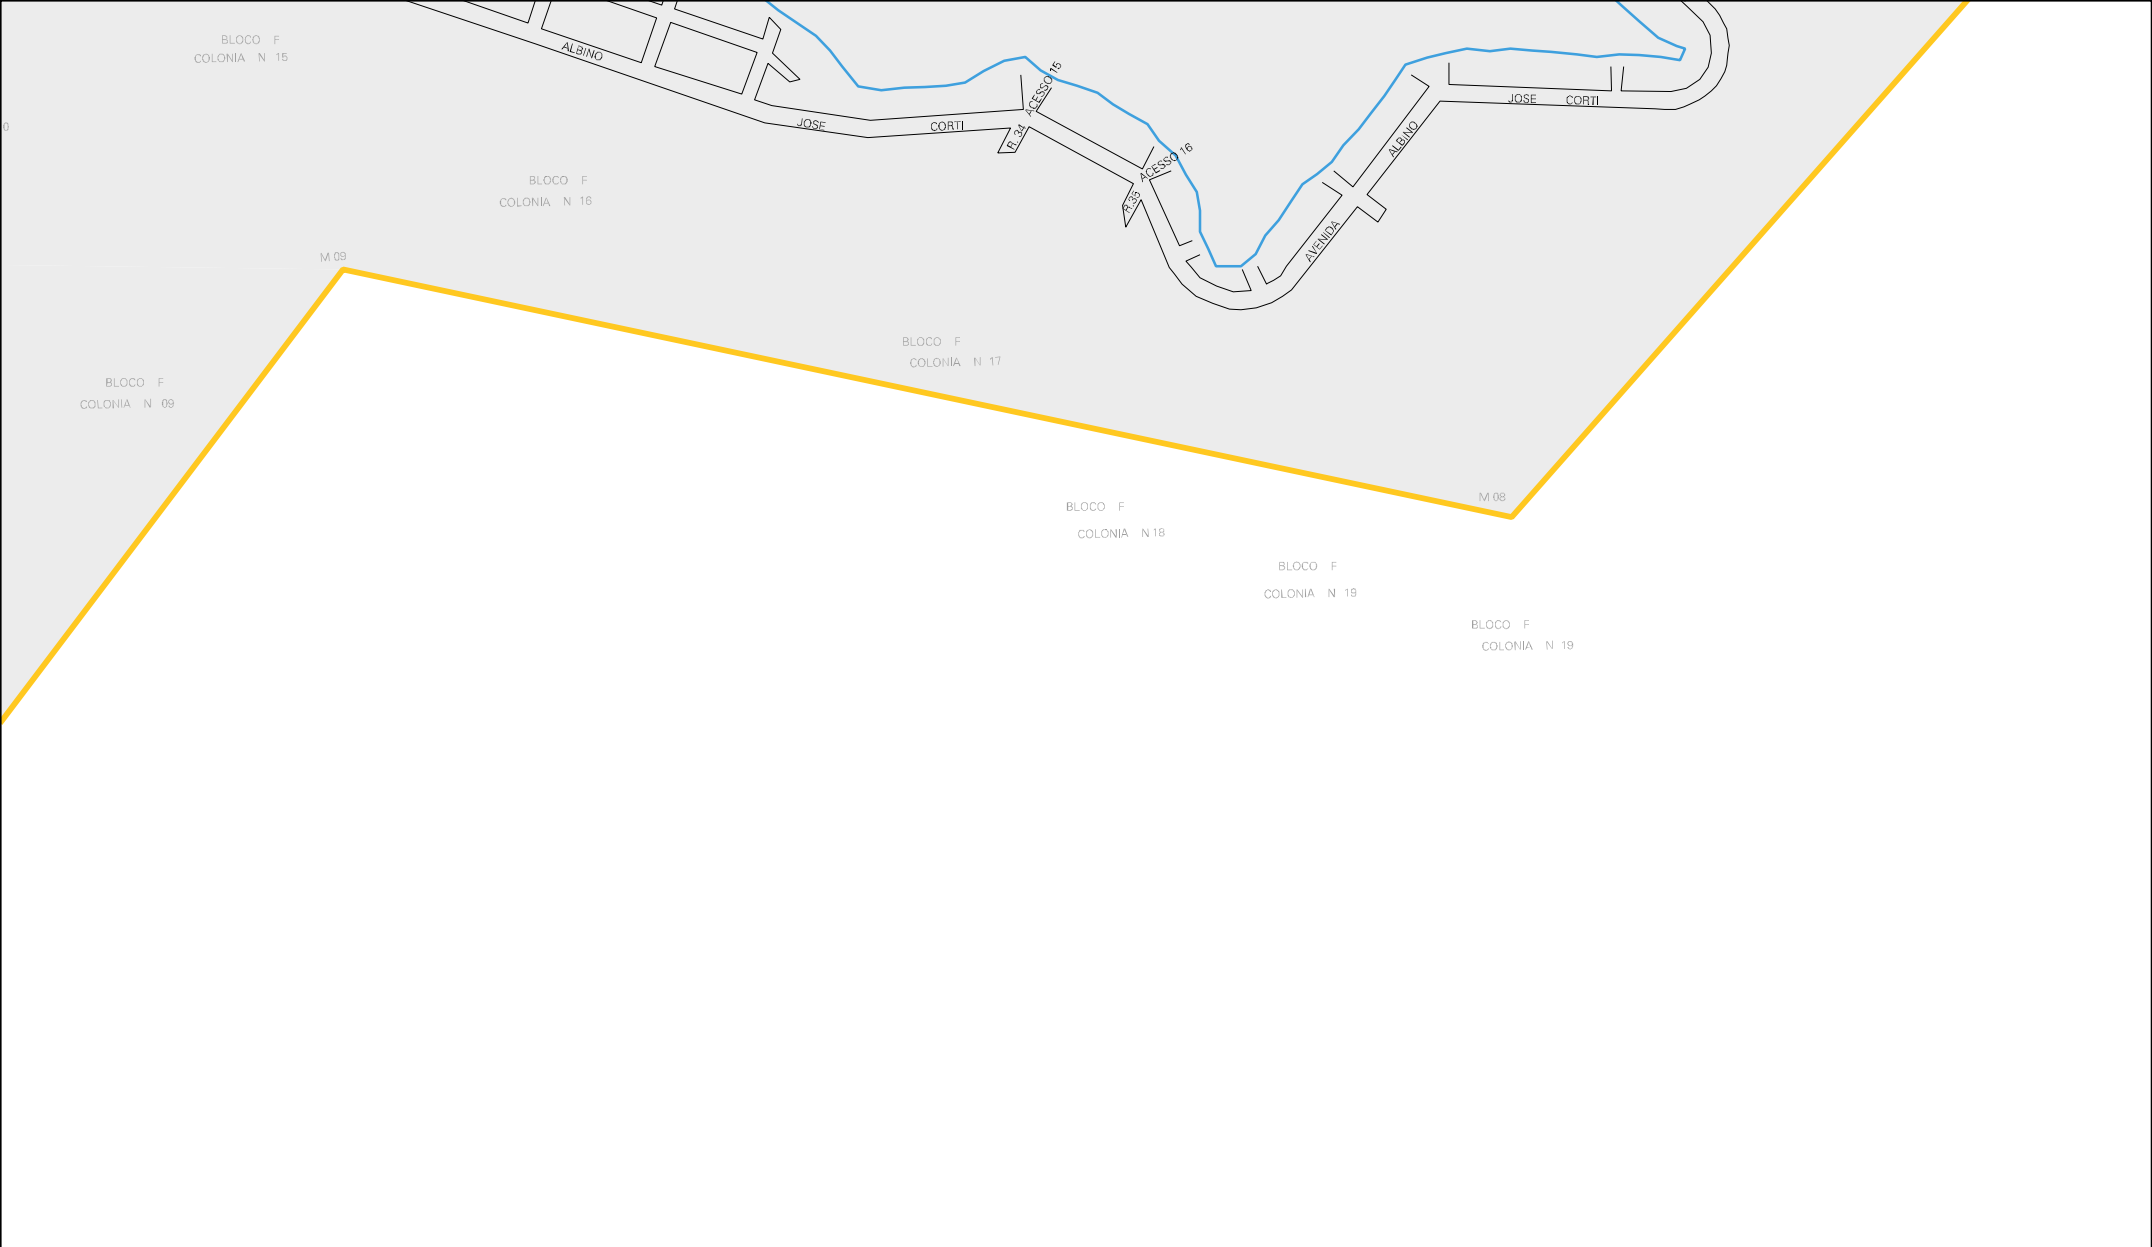 BLOCO F
COLONIA N 15
ALBINO
JOSE
CORTI
ACESSO 15
R. 34
JOSE
CORTI
0
ALBINO
ACESSO 16
BLOCO F
COLONIA N 16
R.35
AVENIDA
M 09
BLOCO F
COLONIA N 17
BLOCO F
COLONIA N 09
M 08
BLOCO F
COLONIA N 18
BLOCO F
COLONIA N 19
BLOCO F
COLONIA N 19